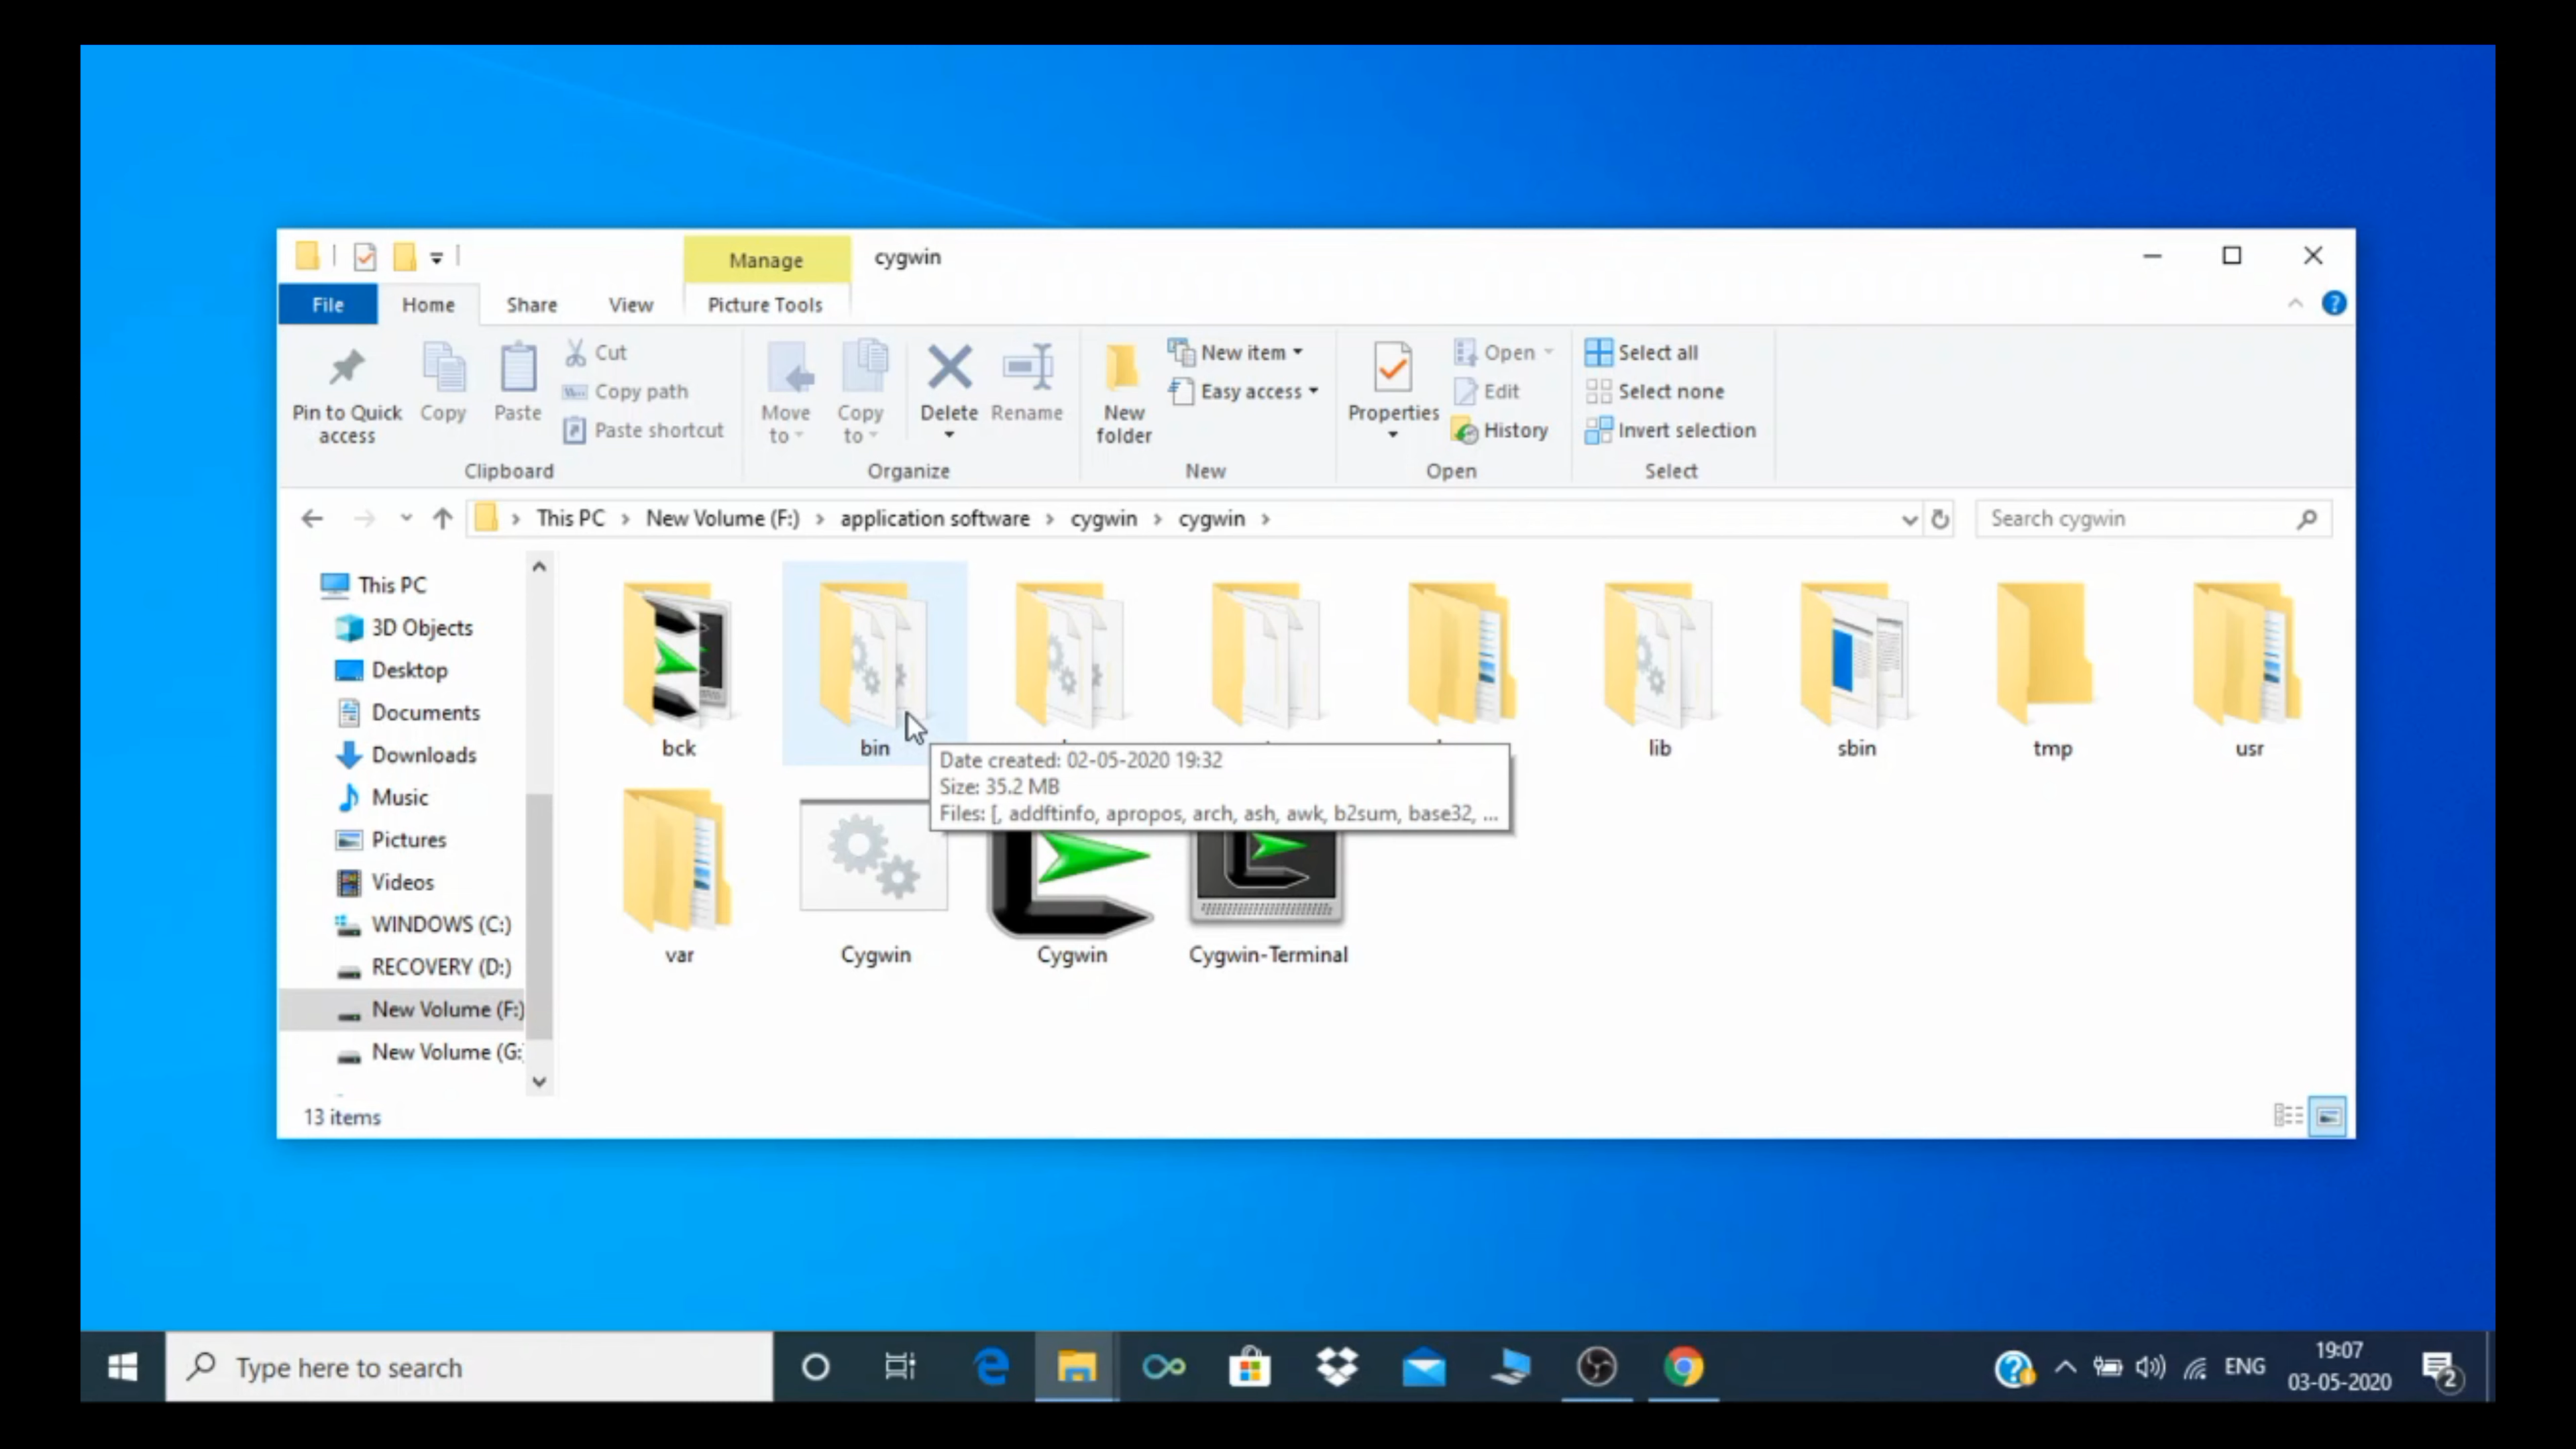 Manage
cygwin
File
Home
Share
View
Picture Tools
Pin to Quick access
Copy
Paste
Cut
Copy path
Paste shortcut
Move to
Copy to
Delete
Rename
New folder
New item
Easy access
Properties
Open
Edit
History
Select all
Select none
Invert selection
Clipboard
Organize
New
Open
Select
This PC > New Volume (F:) > application software > cygwin > cygwin >
Search cygwin
This PC
3D Objects
Desktop
Documents
Downloads
Music
Pictures
Videos
WINDOWS (C:)
RECOVERY (D:)
New Volume (F:)
New Volume (G:
bck
bin
lib
sbin
tmp
usr
Date created: 02-05-2020 19:32
Size: 35.2 MB
Files: [, addftinfo, apropos, arch, ash, awk, b2sum, base32, ...
var
Cygwin
Cygwin
Cygwin-Terminal
13 items
Type here to search
ENG
19:07
03-05-2020
2